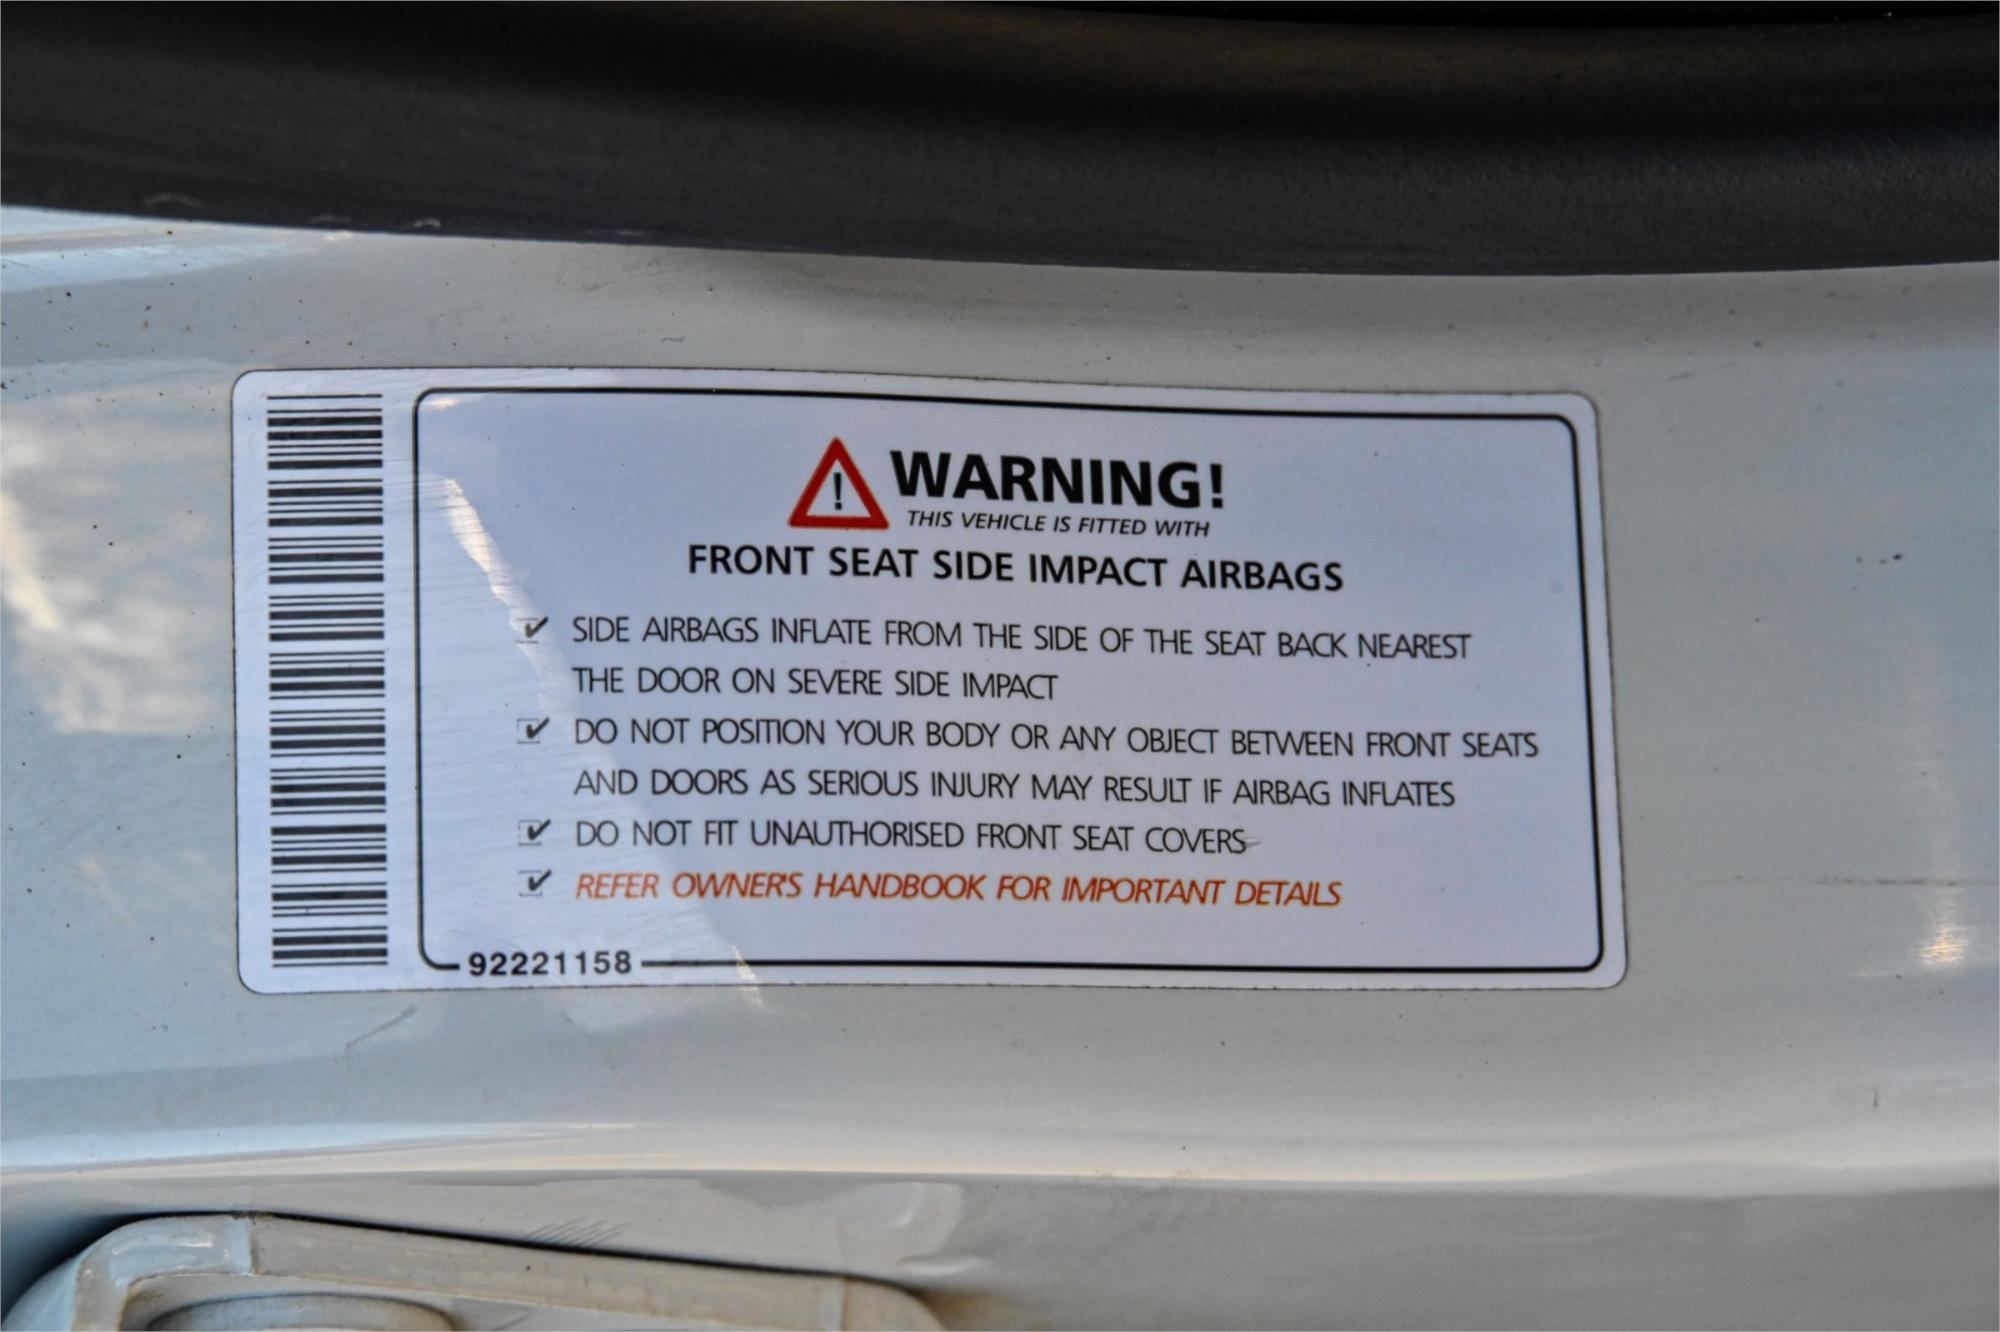 ! WARNING!
THIS VEHICLE IS FITTED WITH
FRONT SEAT SIDE IMPACT AIRBAGS
SIDE AIRBAGS INFLATE FROM THE SIDE OF THE SEAT BACK NEAREST
THE DOOR ON SEVERE SIDE IMPACT
DO NOT POSITION YOUR BODY OR ANY OBJECT BETWEEN FRONT SEATS
AND DOORS AS SERIOUS INJURY MAY RESULT IF AIRBAG INFLATES
DO NOT FIT UNAUTHORISED FRONT SEAT COVERS
REFER OWNER'S HANDBOOK FOR IMPORTANT DETAILS
92221158